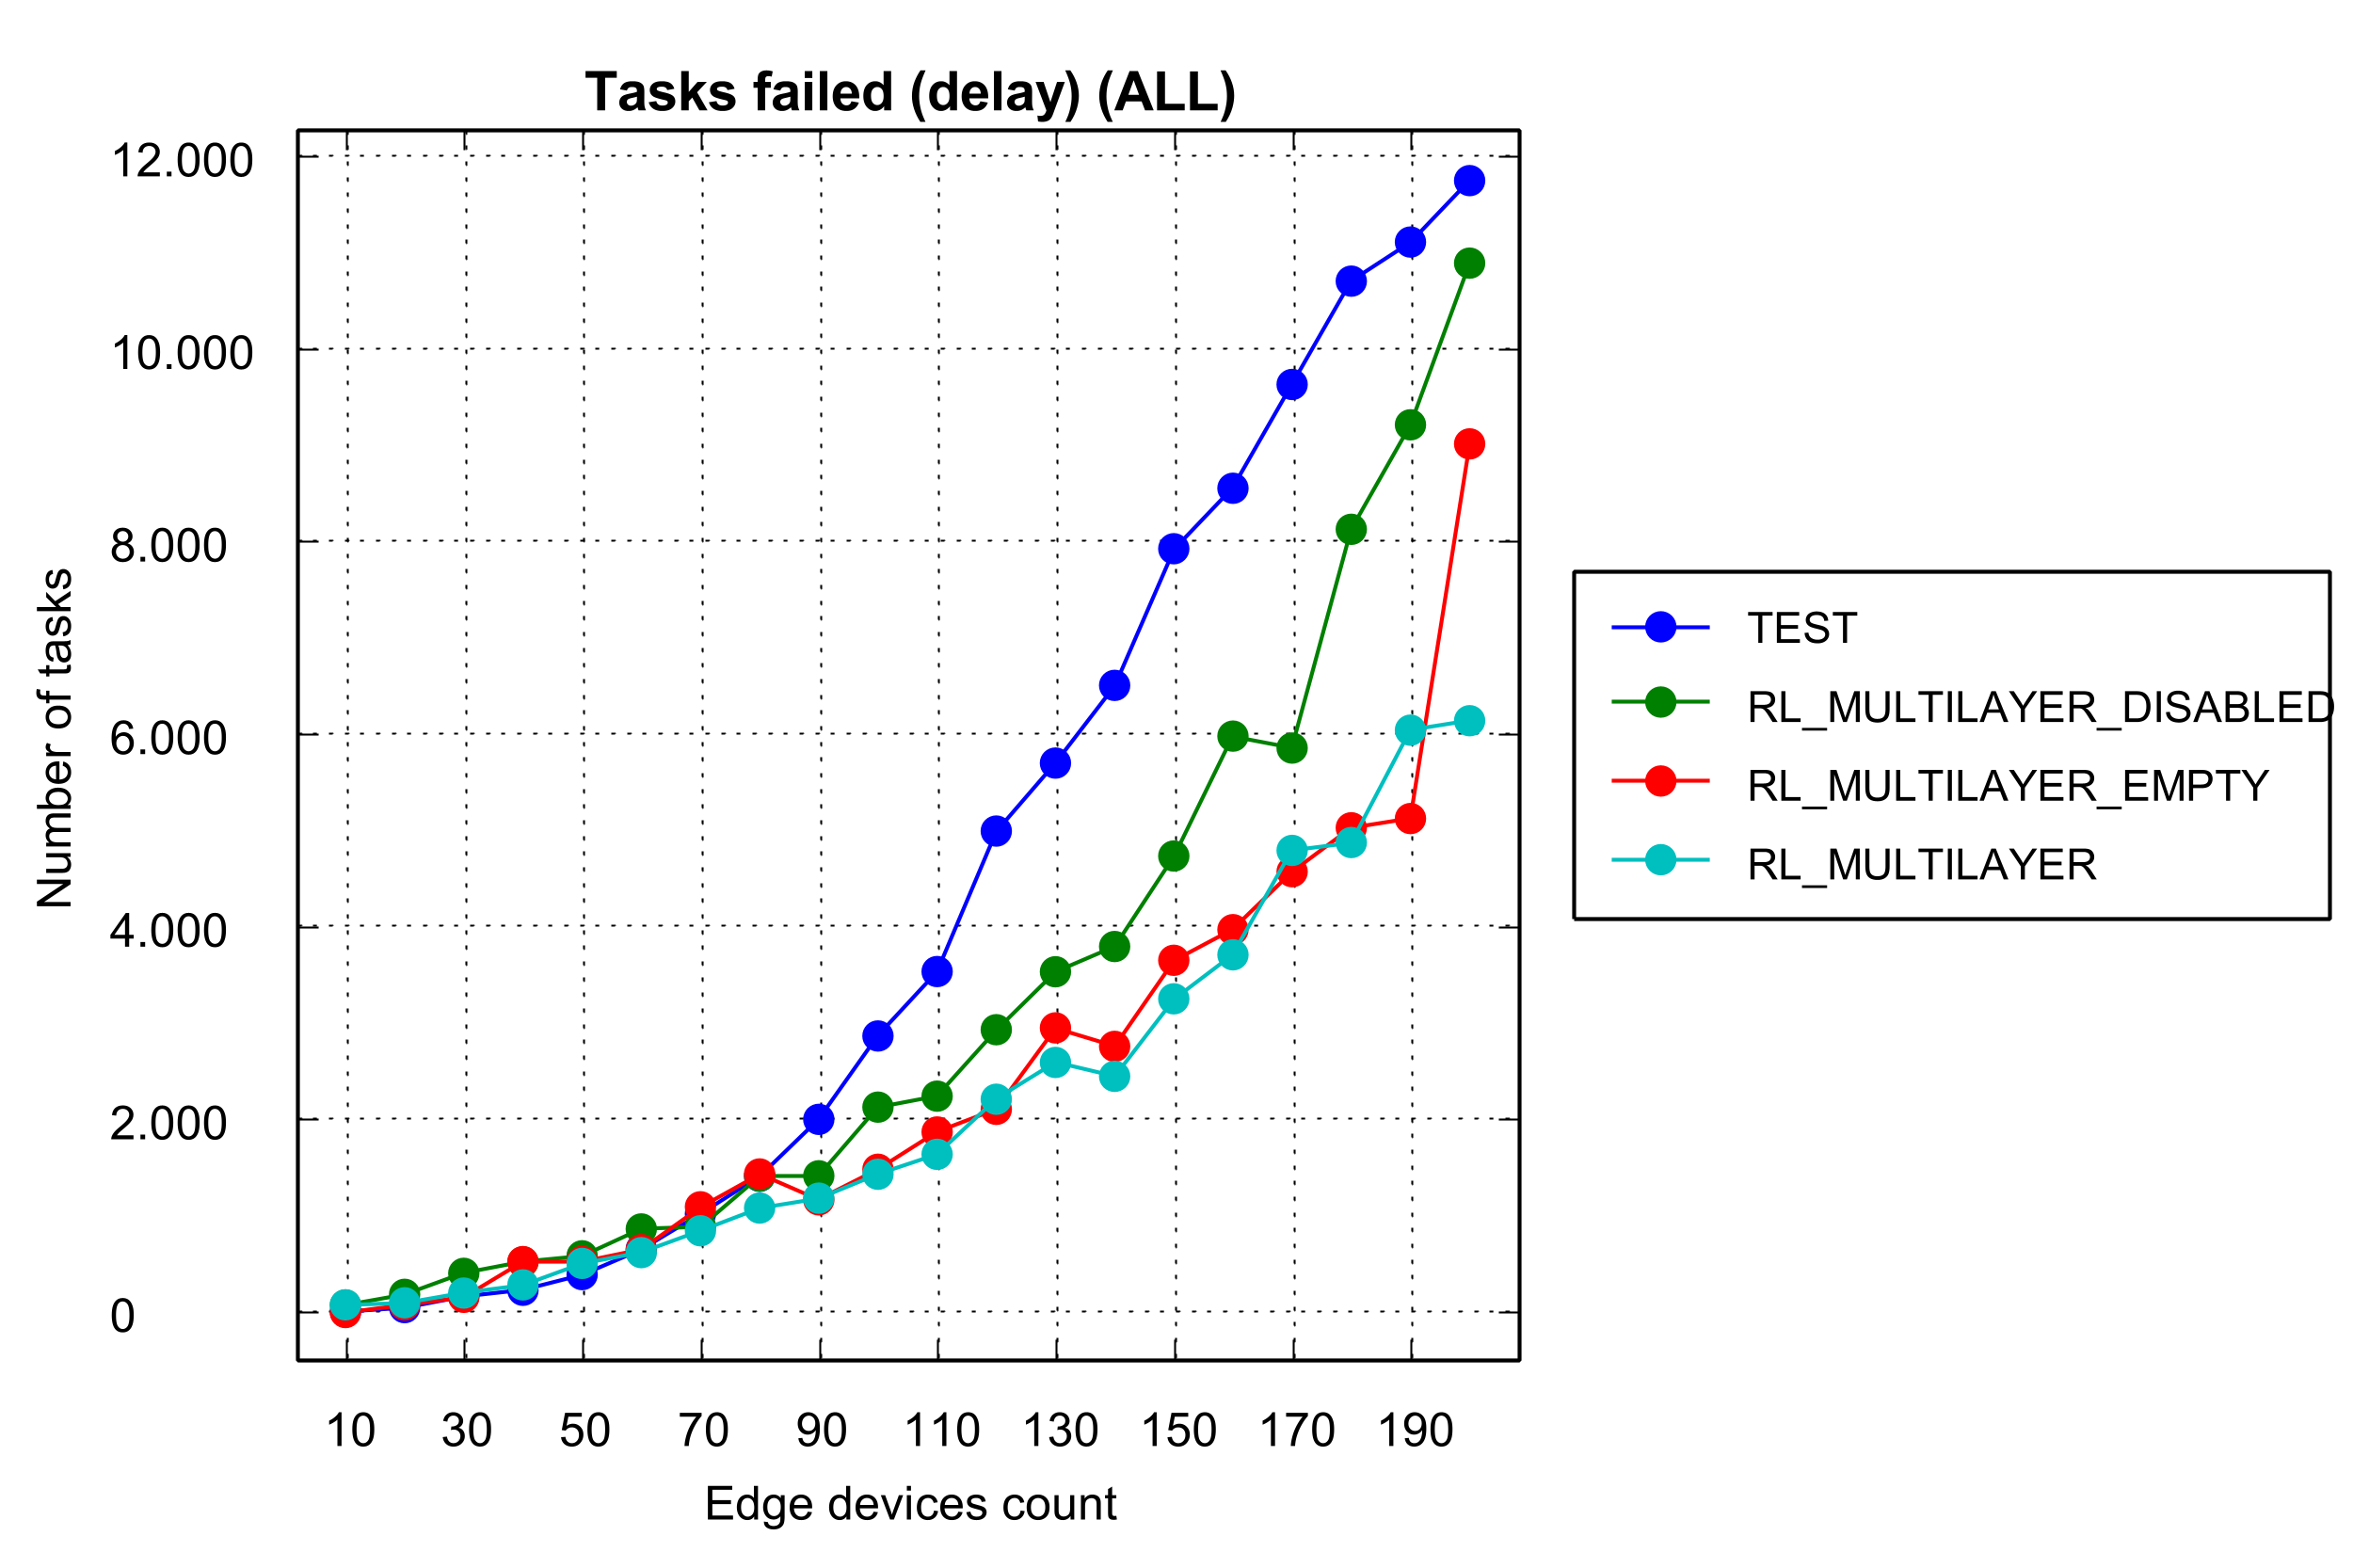 Tasks failed (delay) (ALL)
12.000
10.000
8.000
6.000
4.000
2.000
0
Number of tasks
10 30 50 70 90 110 130 150 170 190
Edge devices count
TEST
RL_MULTILAYER_DISABLED
RL_MULTILAYER_EMPTY
RL_MULTILAYER